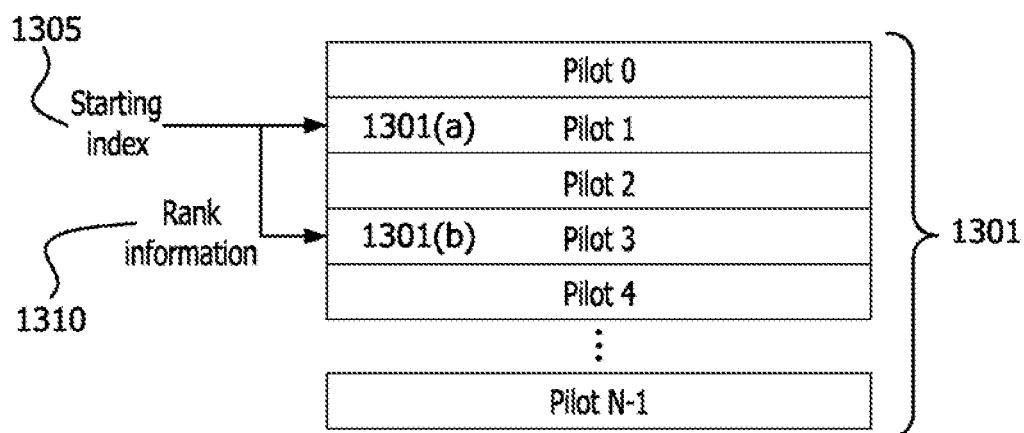 1305
Pilot 0
Starting
index
1301(a) Pilot 1
Pilot 2
Rank
information
1301(b) Pilot 3
1301
Pilot 4
1310
Pilot N-1